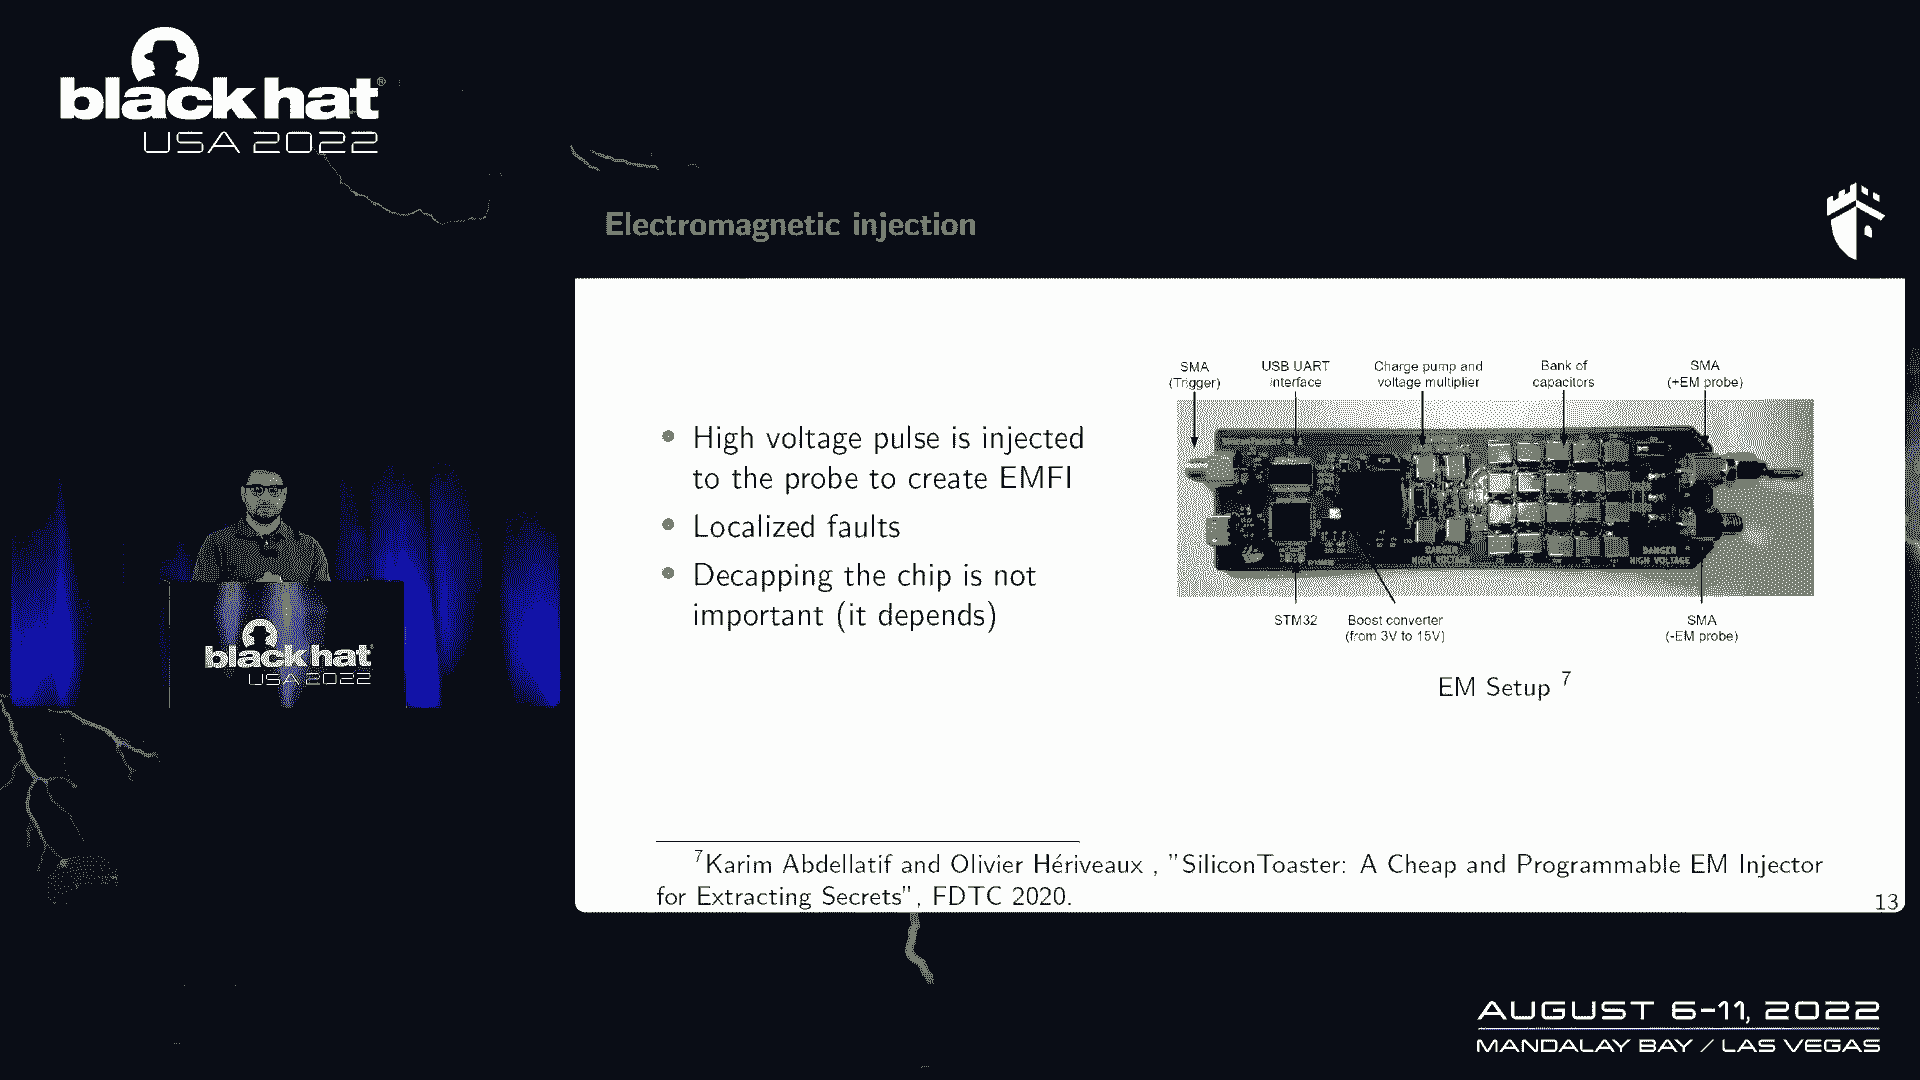 black hat®
USA 2022
Electromagnetic injection
• High voltage pulse is injected
to the probe to create EMFI
• Localized faults
• Decapping the chip is not
important (it depends)
SMA
(Trigger)
USB UART
interface
Charge pump and
voltage multiplier
Bank of
capacitors
SMA
(+EM probe)
DANGER
HIGH VOLTAGE
DANGER
HIGH VOLTAGE
STM32
Boost converter
(from 3V to 15V)
SMA
(-EM probe)
EM Setup 7
7Karim Abdellatif and Olivier Hériveaux , "SiliconToaster: A Cheap and Programmable EM Injector
for Extracting Secrets", FDTC 2020.
13
black hat
USA 2022
AUGUST 6-11, 2022
MANDALAY BAY / LAS VEGAS